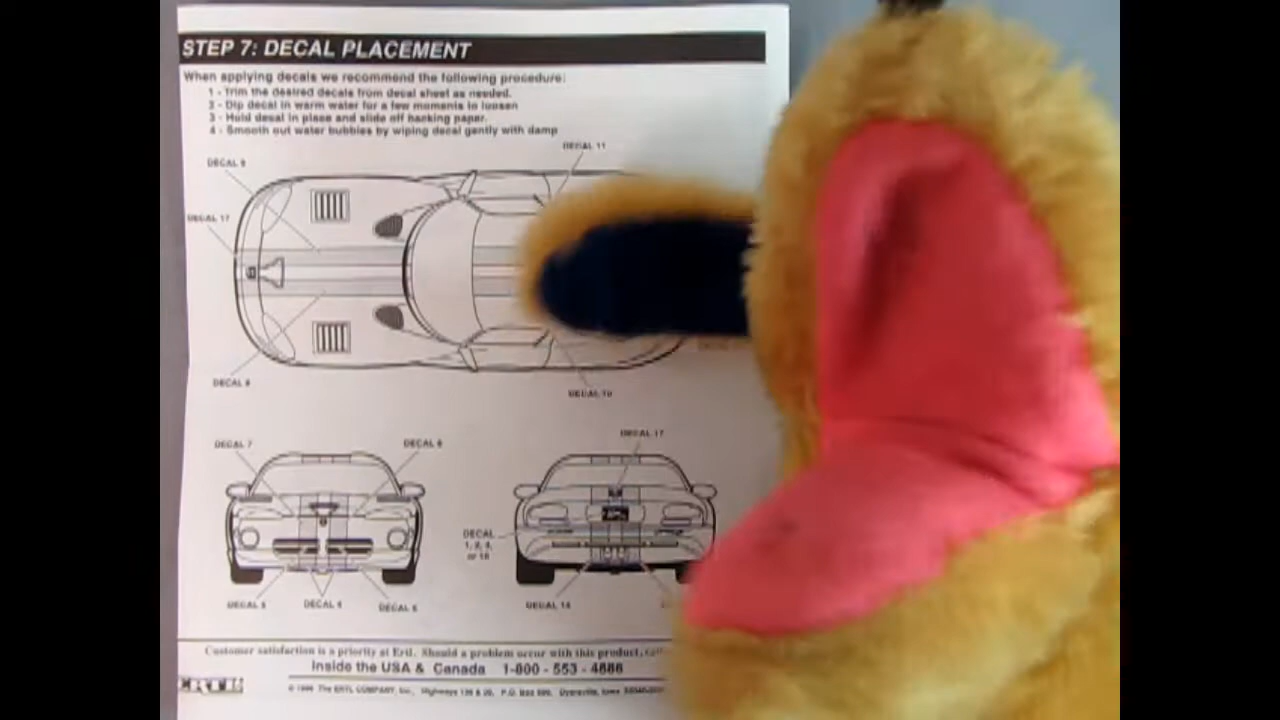 STEP 7: DECAL PLACEMENT
When applying decals we recommend the following procedure:
1 - Trim the desired decals from decal sheet as needed.
2 - Dip decal in warm water for a few moments to loosen
3 - Hold decal in place and slide off backing paper.
4 - Smooth out water bubbles by wiping decal gently with damp
DECAL 11
DECAL 9
DECAL 17
DECAL 8
DECAL 10
DECAL 17
DECAL 7
DECAL 6
DECAL
1, 2, 3,
DECAL 5
DECAL 4
DECAL 14
Customer satisfaction is a priority at Ertl. Should a problem occur with this product,
Inside the USA & Canada 1-800 - 553 - 4886
ERTL
The ERTL COMPANY, Inc., Highways 136 & 20, P.O. Box 500, Dyersville, Iowa